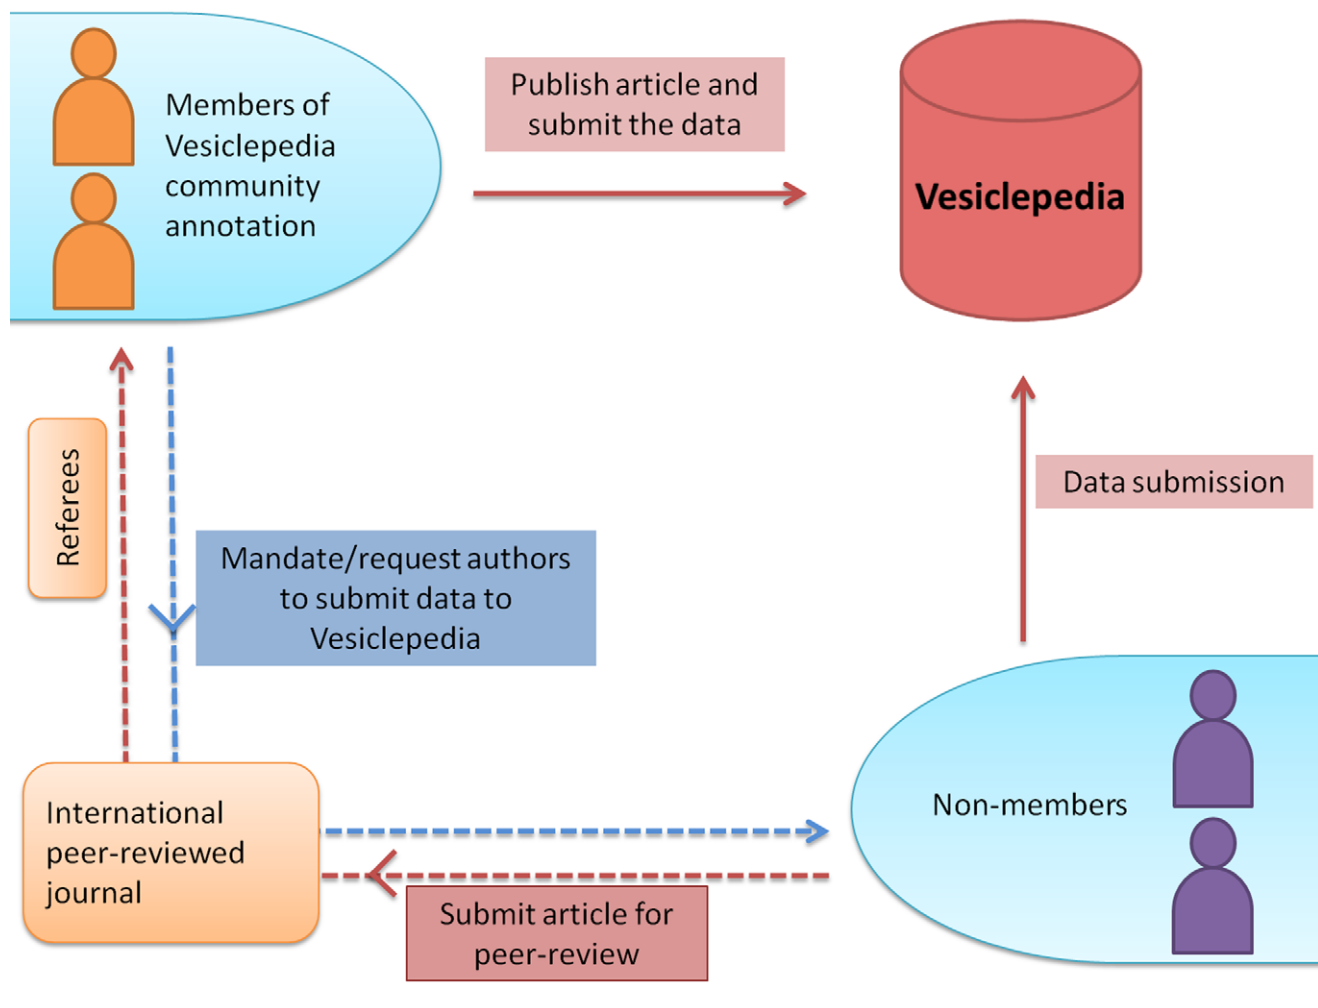 Members of
Vesiclepedia
community
annotation
Publish article and
submit the data
Vesiclepedia
Referees
Mandate/request authors
to submit data to
Vesiclepedia
Data submission
International
peer-reviewed
journal
Non-members
Submit article for
peer-review